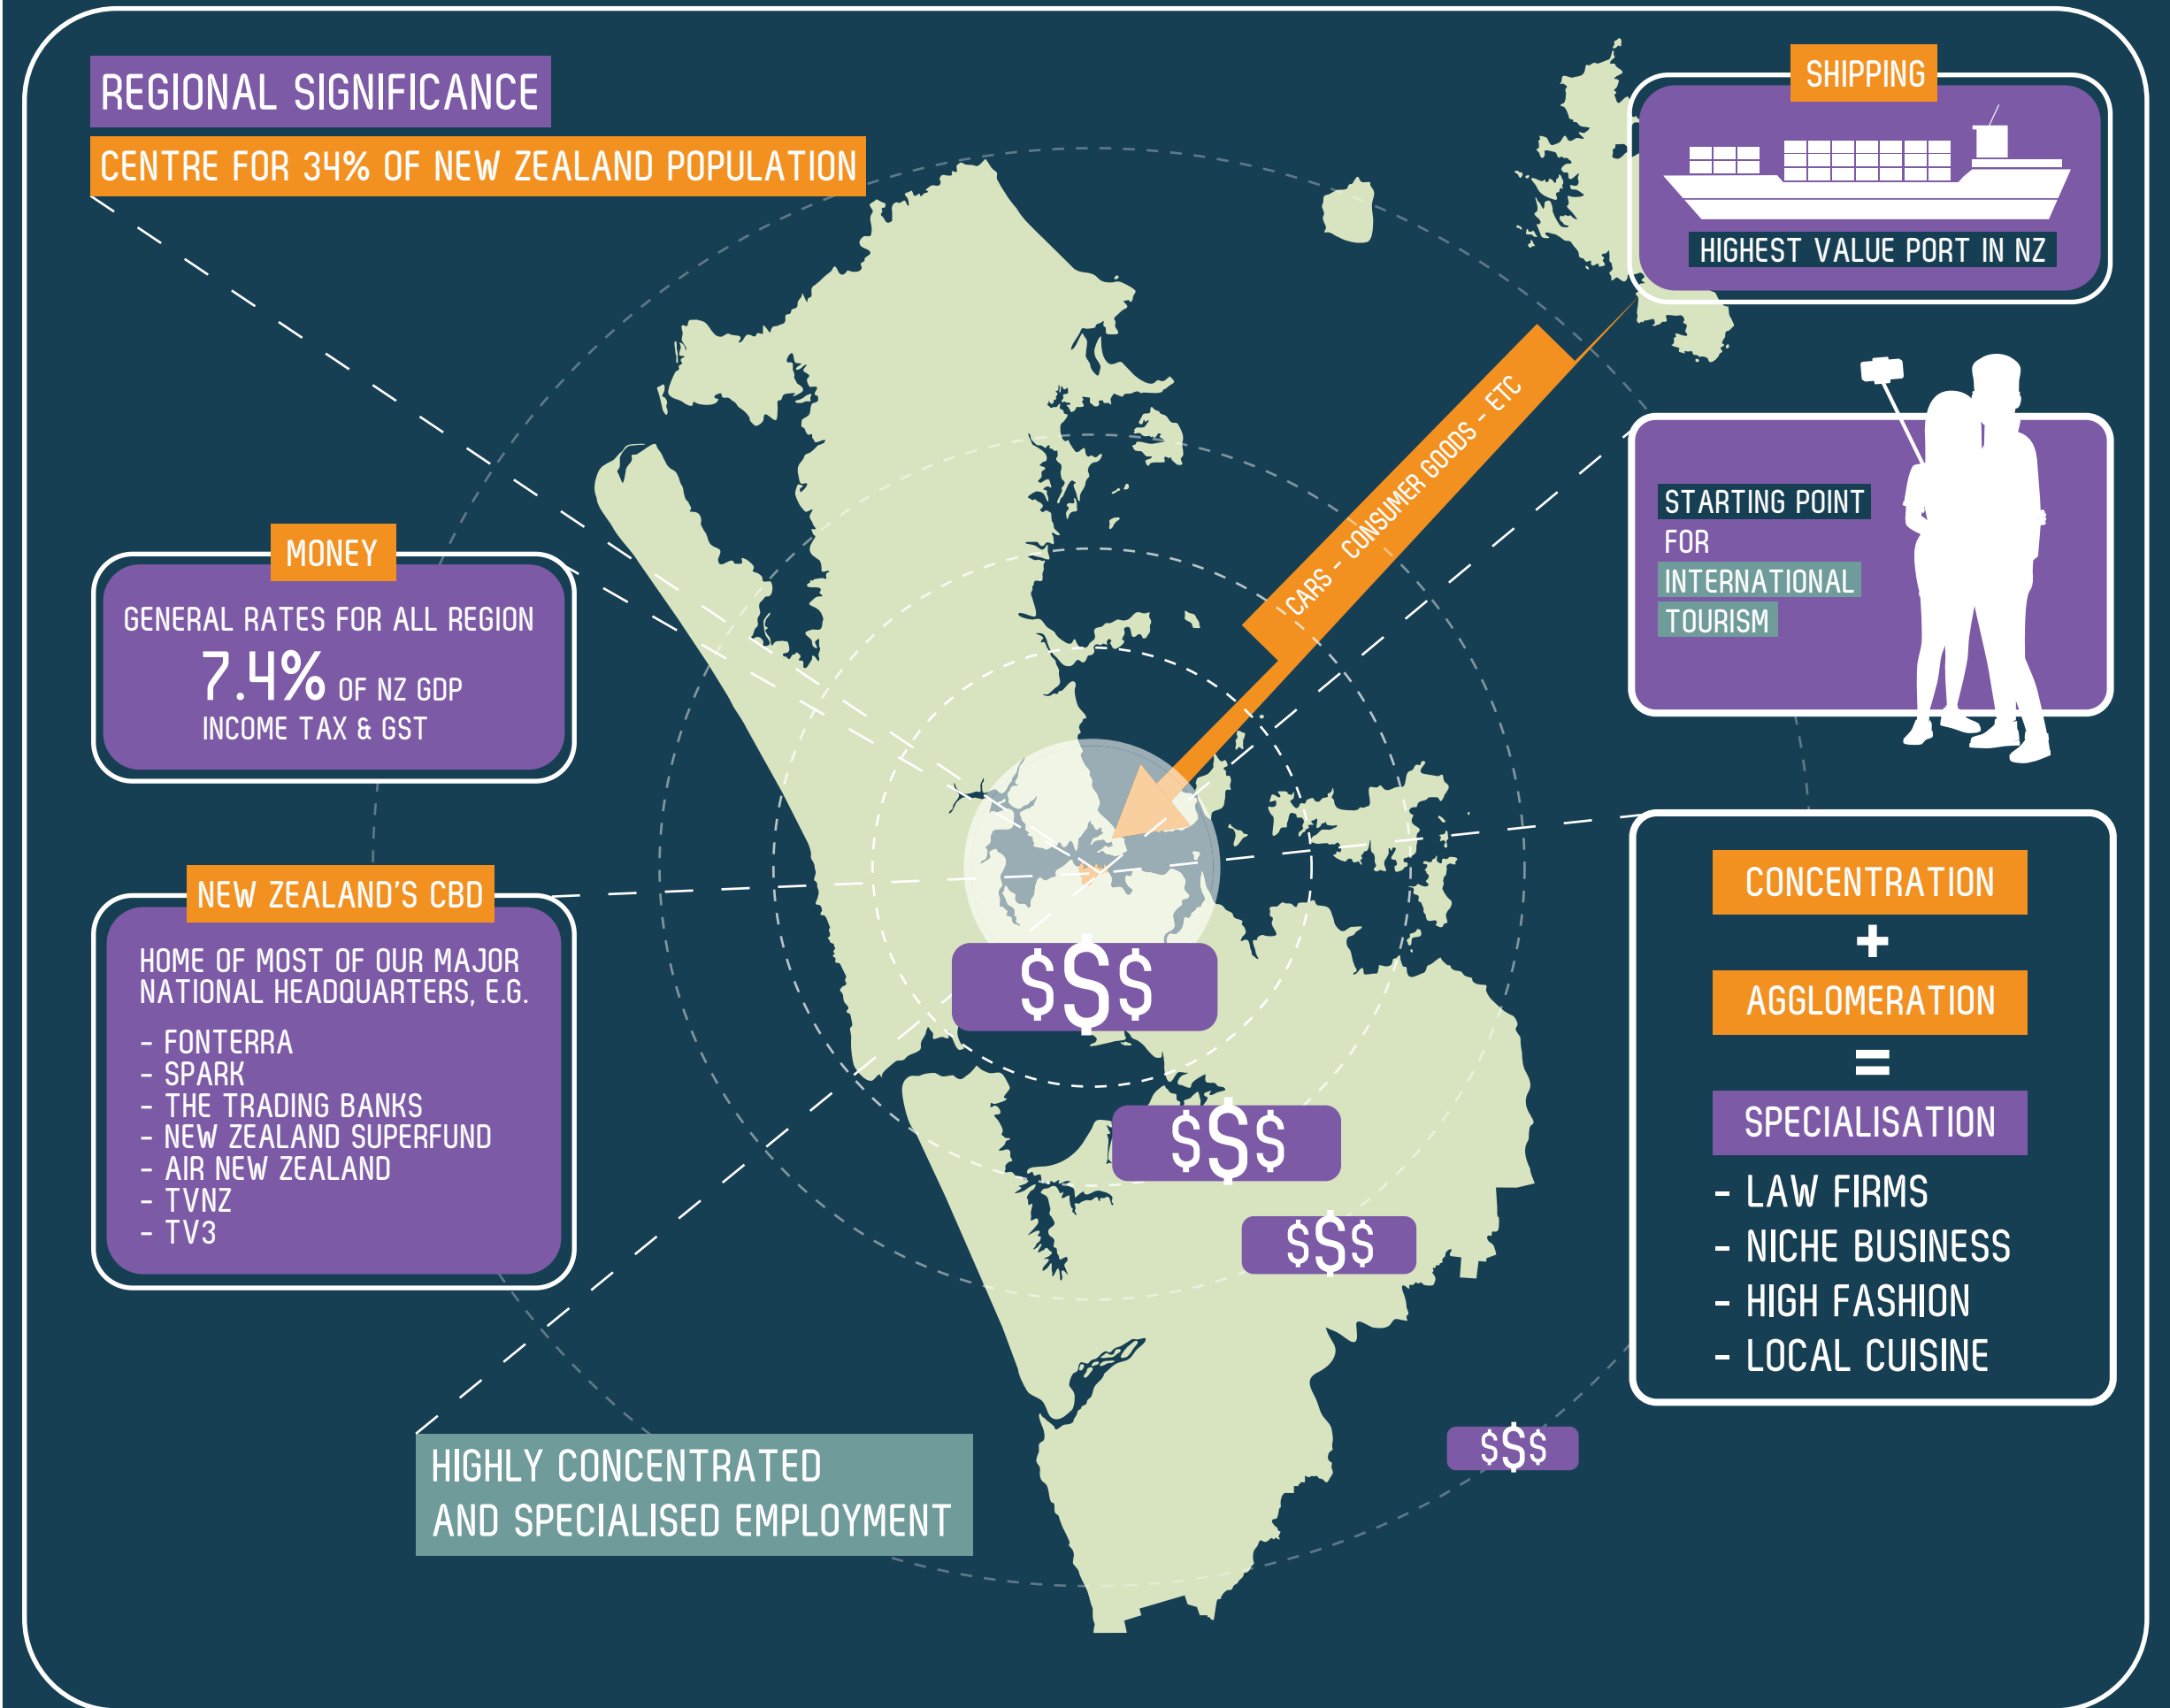 REGIONAL SIGNIFICANCE
CENTRE FOR 34% OF NEW ZEALAND POPULATION
SHIPPING
HIGHEST VALUE PORT IN NZ
CARS - CONSUMER GOODS - ETC
STARTING POINT
FOR
INTERNATIONAL
TOURISM
MONEY
GENERAL RATES FOR ALL REGION
7.4% OF NZ GDP
INCOME TAX & GST
NEW ZEALAND'S CBD
HOME OF MOST OF OUR MAJOR
NATIONAL HEADQUARTERS, E.G.
- FONTERRA
- SPARK
- THE TRADING BANKS
- NEW ZEALAND SUPERFUND
- AIR NEW ZEALAND
- TVNZ
- TV3
CONCENTRATION
+
AGGLOMERATION
=
SPECIALISATION
- LAW FIRMS
- NICHE BUSINESS
- HIGH FASHION
- LOCAL CUISINE
$$$
$$$
$$$
$$$
HIGHLY CONCENTRATED
AND SPECIALISED EMPLOYMENT